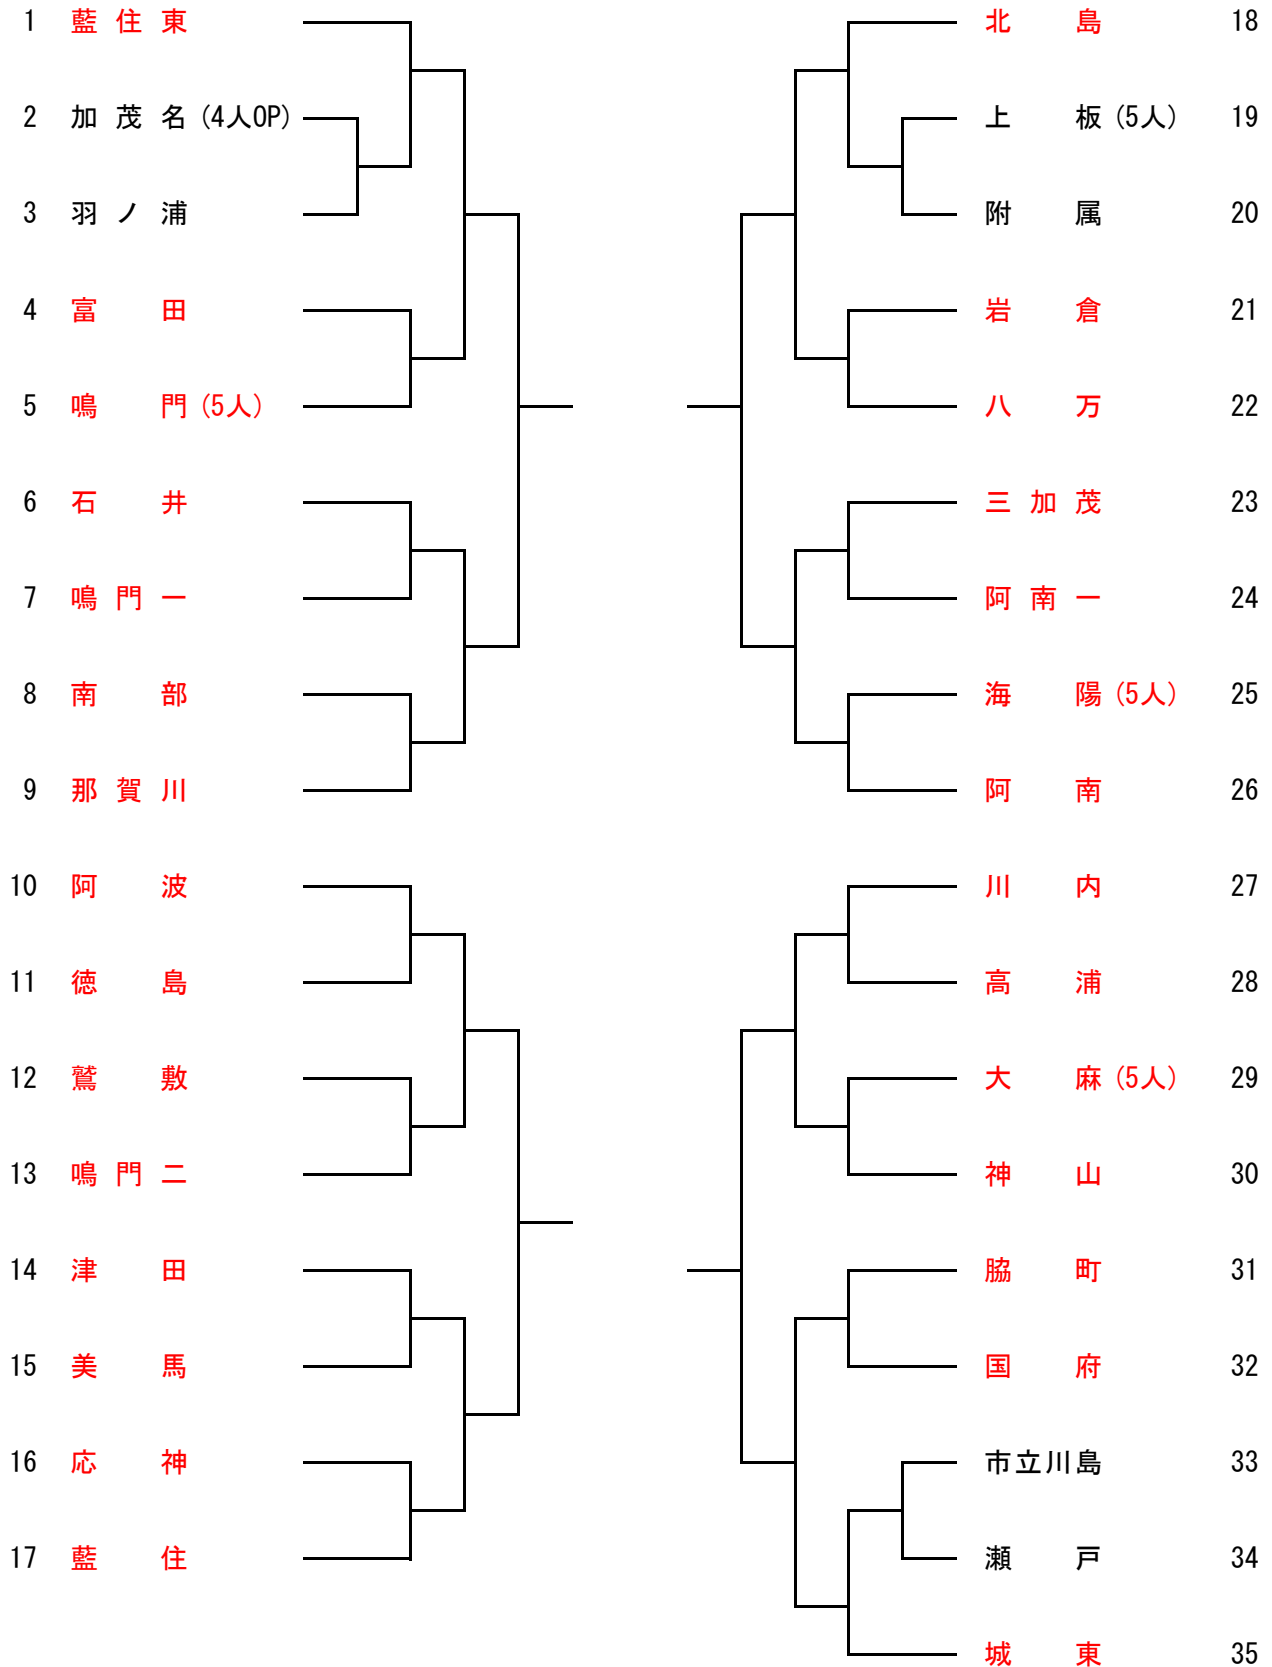 1 藍住東
2 加茂名(4人OP)
3 羽ノ浦
4 富田
5 鳴門(5人)
6 石井
7 鳴門一
8 南部
9 那賀川
10 阿波
11 徳島
12 鷲敷
13 鳴門二
14 津田
15 美馬
16 応神
17 藍住
北島 18
上板(5人) 19
附属 20
岩倉 21
八万 22
三加茂 23
阿南一 24
海陽(5人) 25
阿南 26
川内 27
高浦 28
大麻(5人) 29
神山 30
脇町 31
国府 32
市立川島 33
瀬戸 34
城東 35